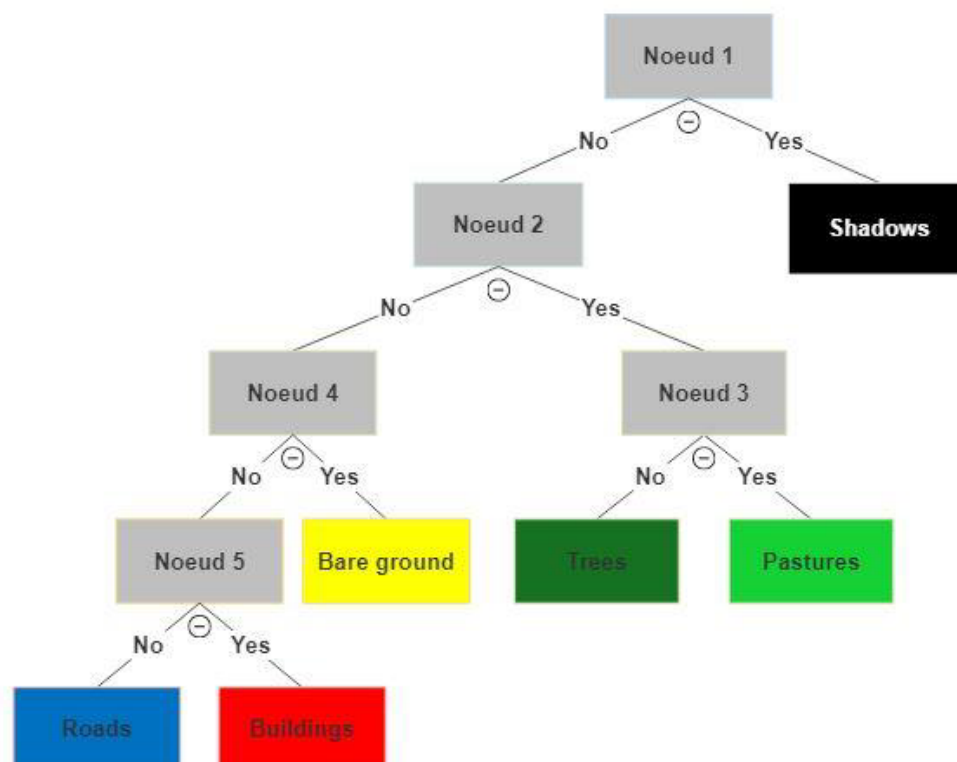 Noeud 1
No
Yes
Noeud 2
Shadows
No
Yes
Noeud 4
Noeud 3
No
Yes
No
Yes
Noeud 5
Bare ground
Trees
Pastures
No
Yes
Roads
Buildings